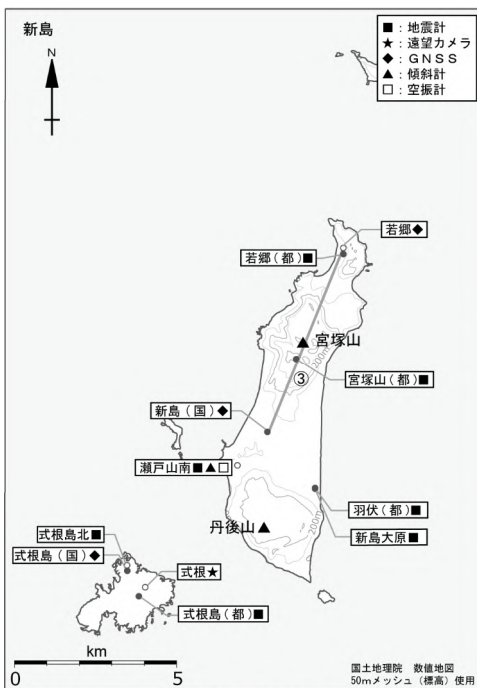 新島
N
■：地震計
★：遠望カメラ
◆：ＧＮＳＳ
▲：傾斜計
□：空振計
若郷◆
若郷（都）■
宮塚山
200m
宮塚山（都）■
③
新島（国）◆
瀬戸山南■▲□
羽伏（都）■
200m
丹後山
新島大原■
式根島北■
式根島（国）◆
式根★
式根島（都）■
km
0 5
国土地理院　数値地図
50mメッシュ（標高）使用